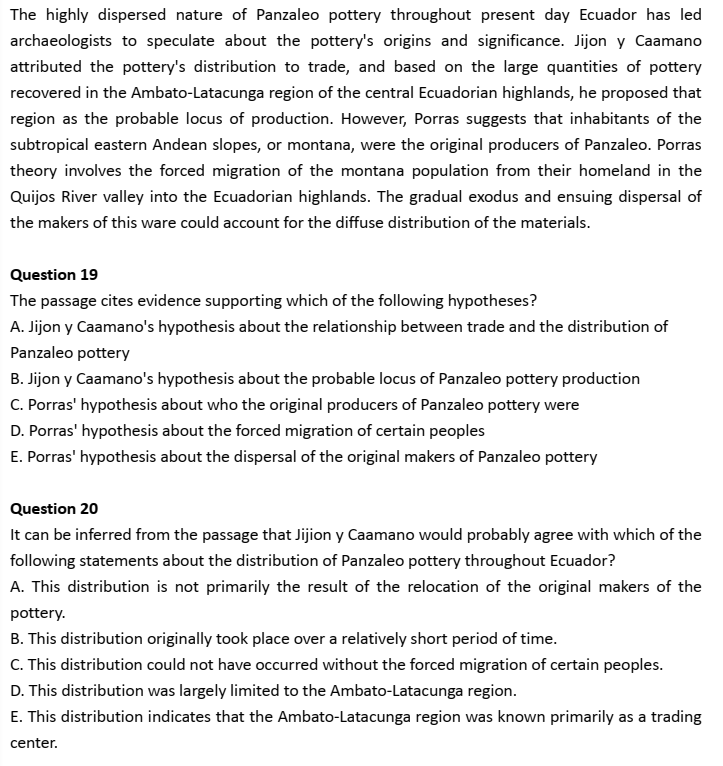 The highly dispersed nature of Panzaleo pottery throughout present day Ecuador has led
archaeologists to speculate about the pottery's origins and significance. Jijon y Caamano
attributed the pottery's distribution to trade, and based on the large quantities of pottery
recovered in the Ambato-Latacunga region of the central Ecuadorian highlands, he proposed that
region as the probable locus of production. However, Porras suggests that inhabitants of the
subtropical eastern Andean slopes, or montana, were the original producers of Panzaleo. Porras
theory involves the forced migration of the montana population from their homeland in the
Quijos River valley into the Ecuadorian highlands. The gradual exodus and ensuing dispersal of
the makers of this ware could account for the diffuse distribution of the materials.
Question 19
The passage cites evidence supporting which of the following hypotheses?
A. Jijon y Caamano's hypothesis about the relationship between trade and the distribution of
Panzaleo pottery
B. Jijon y Caamano's hypothesis about the probable locus of Panzaleo pottery production
C. Porras' hypothesis about who the original producers of Panzaleo pottery were
D. Porras' hypothesis about the forced migration of certain peoples
E. Porras' hypothesis about the dispersal of the original makers of Panzaleo pottery
Question 20
It can be inferred from the passage that Jijion y Caamano would probably agree with which of the
following statements about the distribution of Panzaleo pottery throughout Ecuador?
A. This distribution is not primarily the result of the relocation of the original makers of the
pottery.
B. This distribution originally took place over a relatively short period of time.
C. This distribution could not have occurred without the forced migration of certain peoples.
D. This distribution was largely limited to the Ambato-Latacunga region.
E. This distribution indicates that the Ambato-Latacunga region was known primarily as a trading
center.